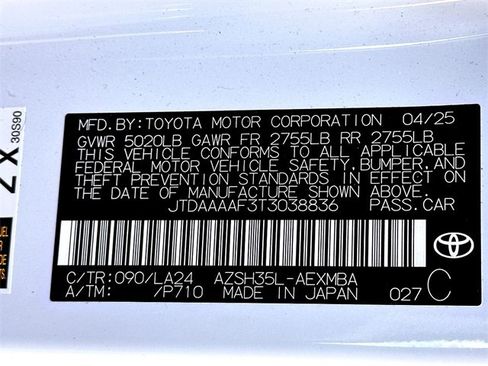 MFD. BY: TOYOTA MOTOR CORPORATION 04/25
GVWR 5020LB GAWR FR 2755LB RR 2755LB
THIS VEHICLE CONFORMS TO ALL APPLICABLE
FEDERAL MOTOR VEHICLE SAFETY, BUMPER, AND
THEFT PREVENTION STANDARDS IN EFFECT ON THE
DATE OF MANUFACTURE SHOWN ABOVE.
JTDAAAAF3T3038836 PASS. CAR
C/TR: 090/LA24 AZSH35L-AEXMBA
A/TM: /P710 MADE IN JAPAN 027 C
2X
30S90